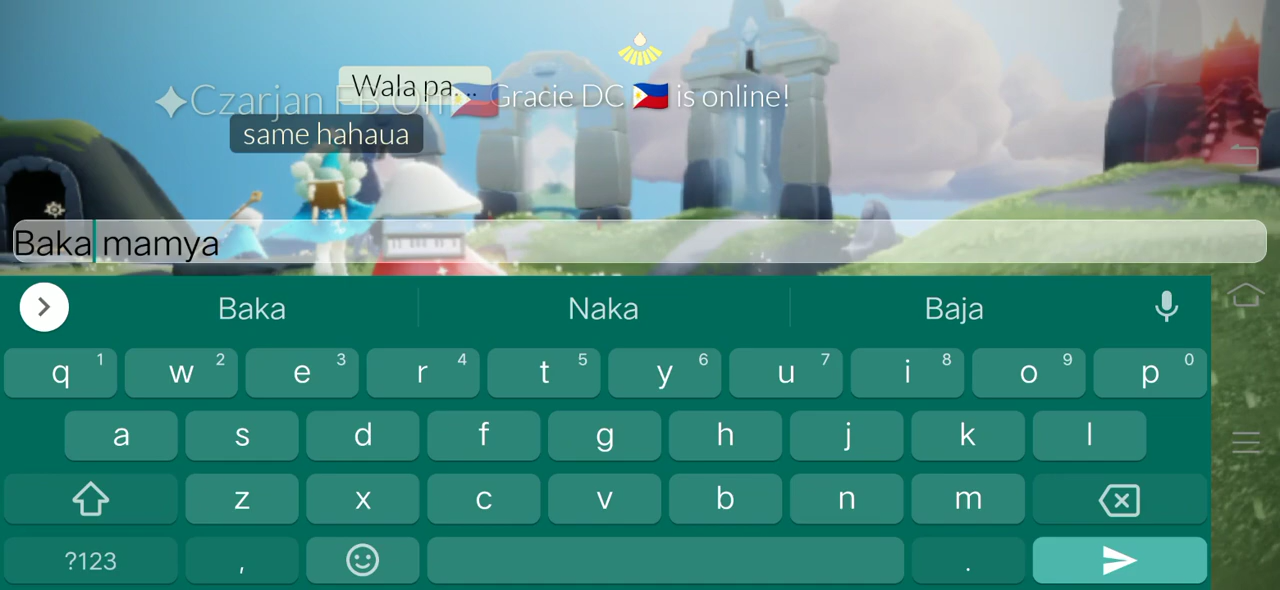 Wala pa...
✦Czarjan FB Gracie DC 🇵🇭 is online!
same hahaua
Baka mamya
Baka Naka Baja
q 1 w 2 e 3 r 4 t 5 y 6 u 7 i 8 o 9 p 0
a s d f g h j k l
z x c v b n m
?123 , .